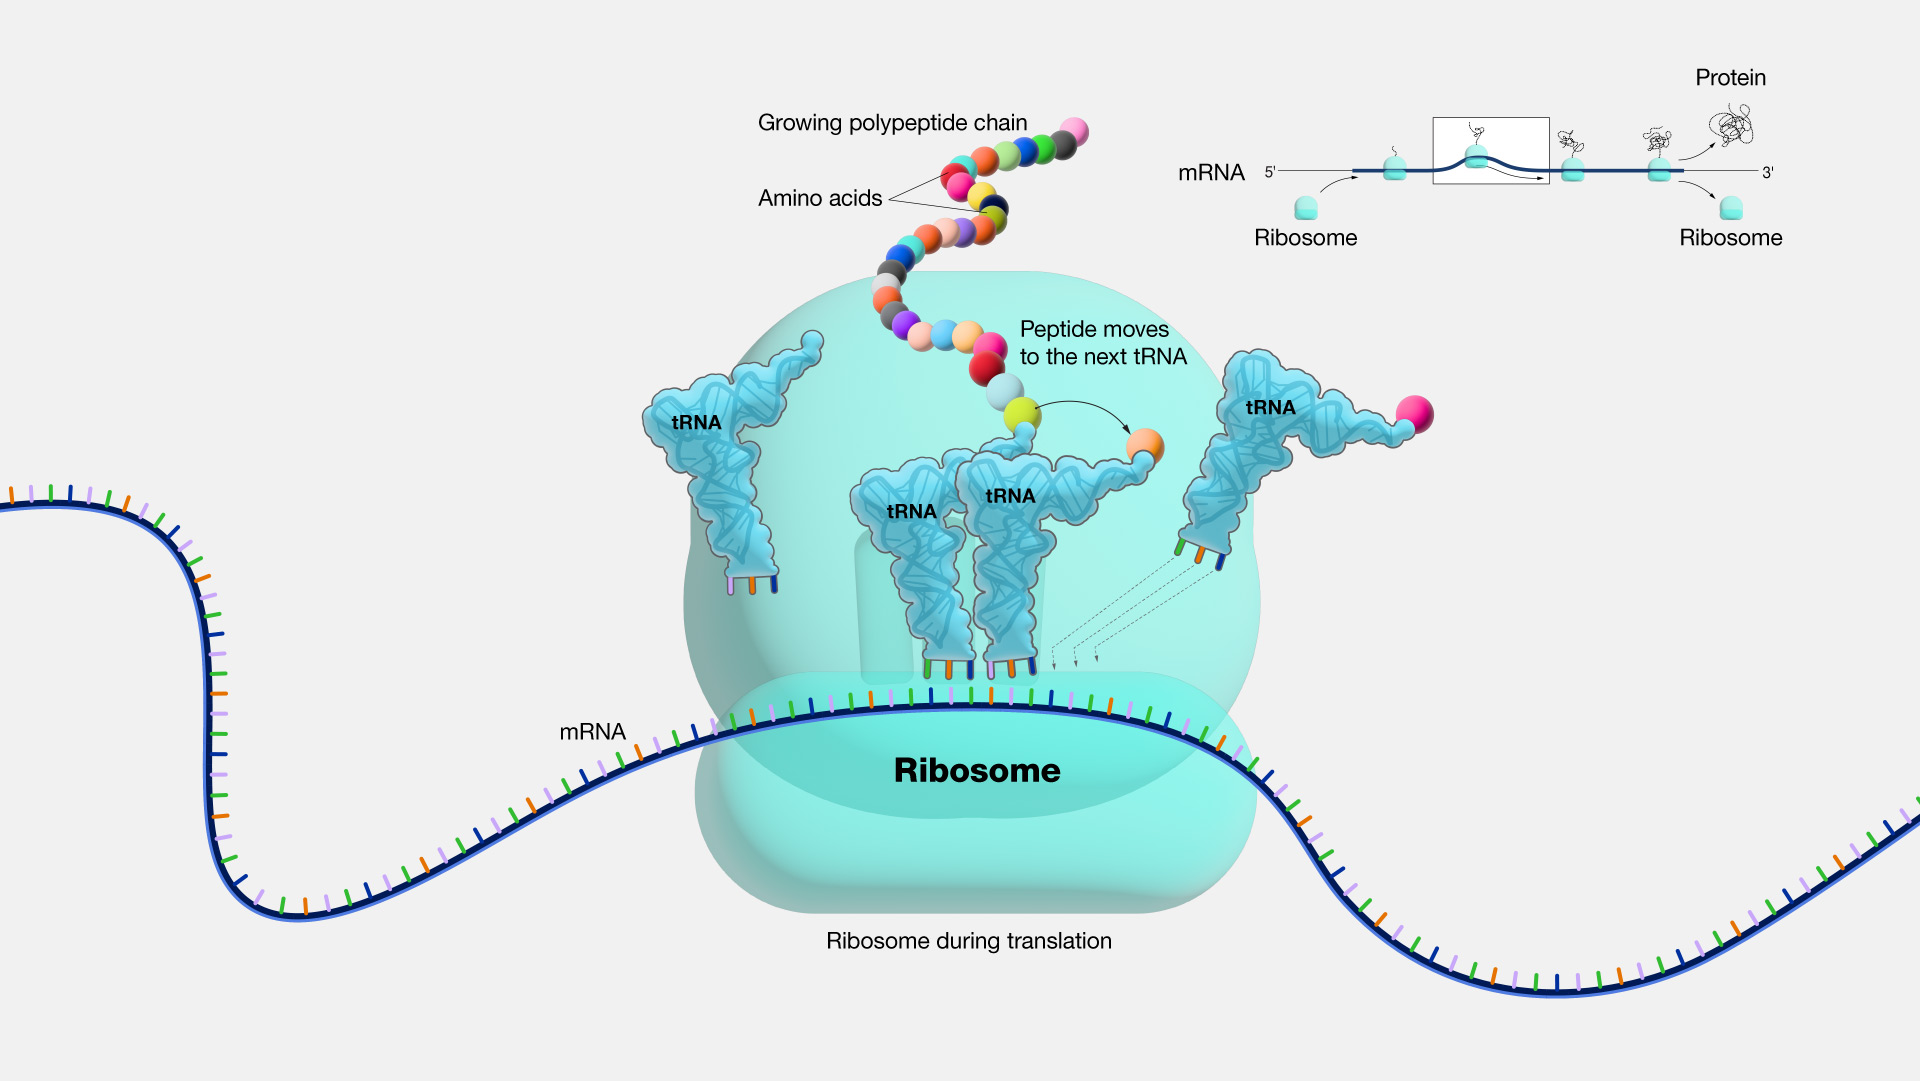 Protein
Growing polypeptide chain
Amino acids
mRNA
5'
3'
Ribosome
Ribosome
Peptide moves
to the next tRNA
tRNA
tRNA
tRNA
tRNA
mRNA
Ribosome
Ribosome during translation